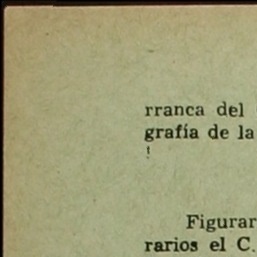 rranca del
grafía de la
Figurar
rarios el C.